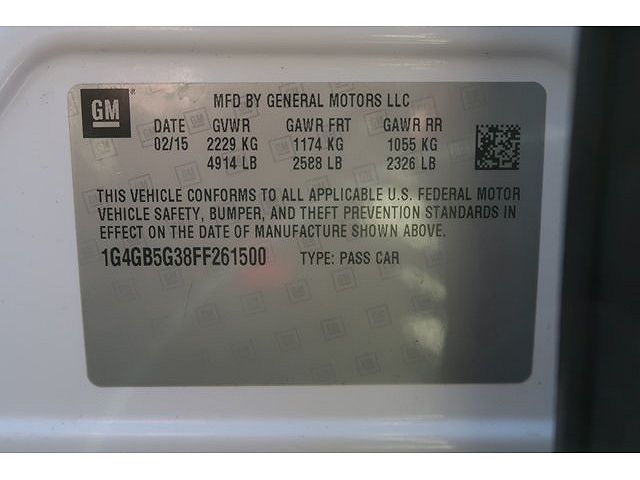 GM
MFD BY GENERAL MOTORS LLC
DATE GVWR GAWR FRT GAWR RR
02/15 2229 KG 1174 KG 1055 KG
4914 LB 2588 LB 2326 LB
THIS VEHICLE CONFORMS TO ALL APPLICABLE U.S. FEDERAL MOTOR
VEHICLE SAFETY, BUMPER, AND THEFT PREVENTION STANDARDS IN
EFFECT ON THE DATE OF MANUFACTURE SHOWN ABOVE.
1G4GB5G38FF261500 TYPE: PASS CAR